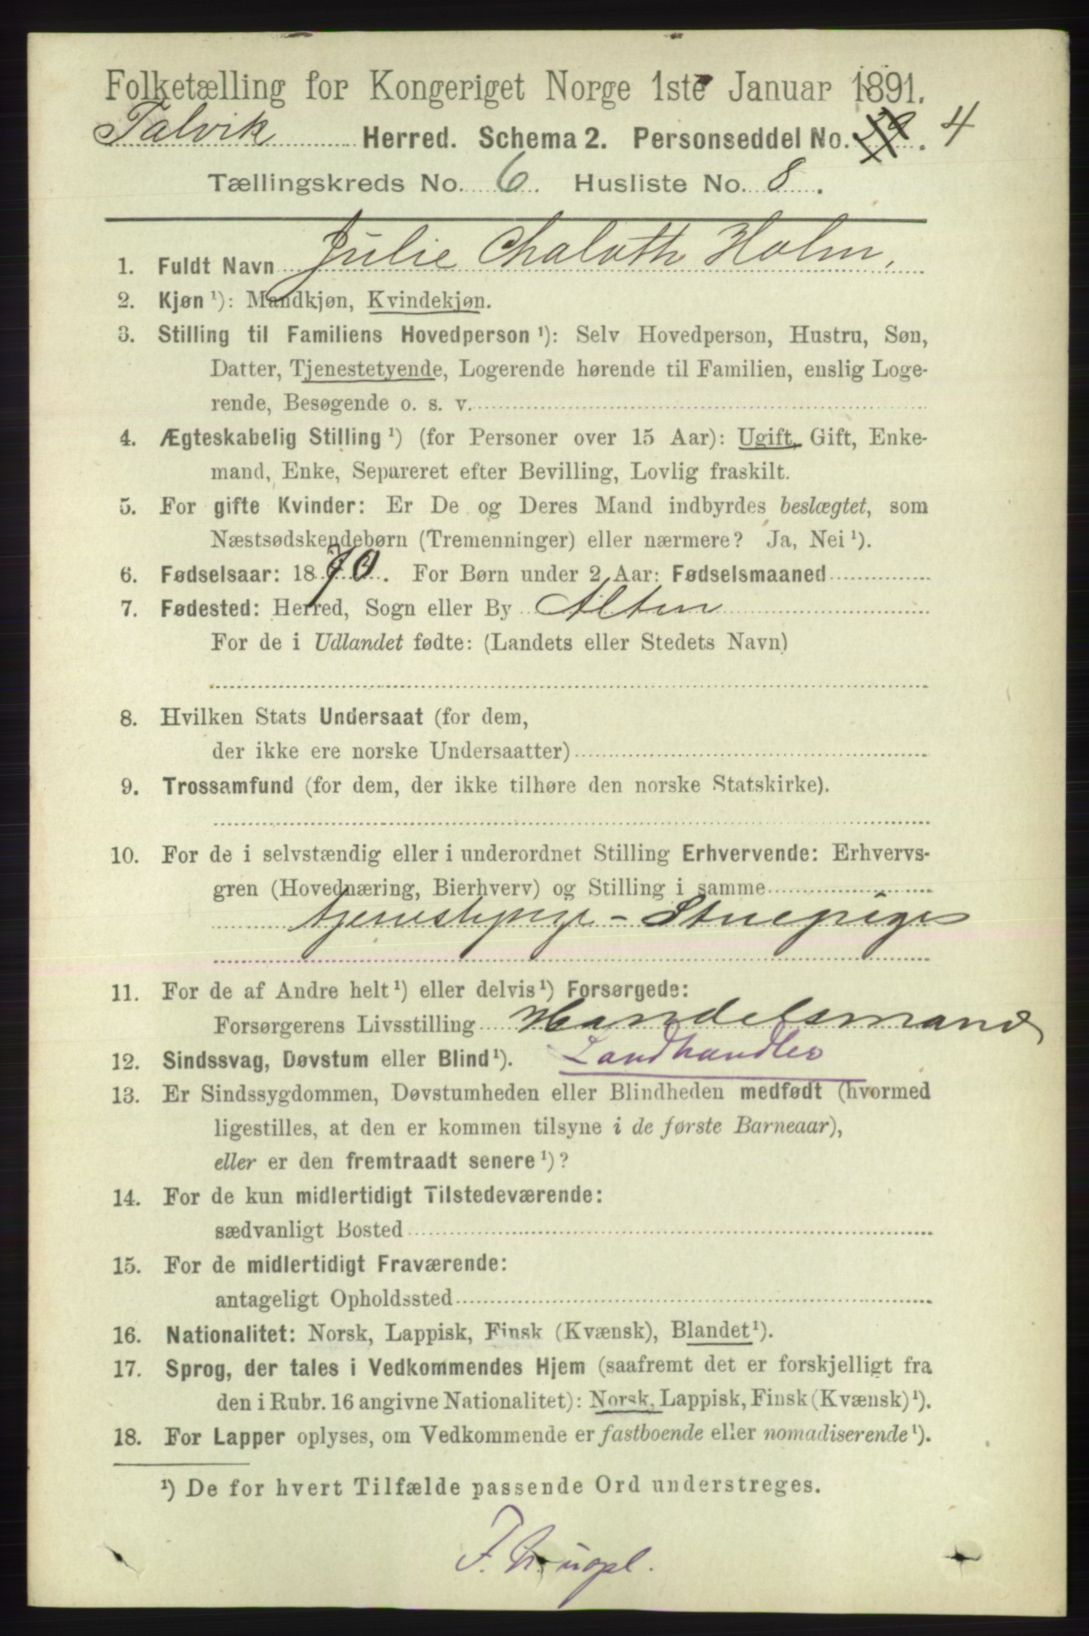 Folketælling for Kongeriget Norge 1ste Januar 1891.
Talvik Herred. Schema 2. Personseddel No. 4
Tællingskreds No. 6. Husliste No. 8.
1. Fuldt Navn Julie Chaloth Holm,
2. Kjøn ¹): Mandkjøn, Kvindekjøn.
3. Stilling til Familiens Hovedperson ¹): Selv Hovedperson, Hustru, Søn,
Datter, Tjenestetyende, Logerende hørende til Familien, enslig Loge-
rende, Besøgende o. s. v.
4. Ægteskabelig Stilling ¹) (for Personer over 15 Aar): Ugift, Gift, Enke-
mand, Enke, Separeret efter Bevilling, Lovlig fraskilt.
5. For gifte Kvinder: Er De og Deres Mand indbyrdes beslægtet, som
Næstsødskendebørn (Tremenninger) eller nærmere? Ja, Nei ¹).
6. Fødselsaar: 1870. For Børn under 2 Aar: Fødselsmaaned
7. Fødested: Herred, Sogn eller By Alten
For de i Udlandet fødte: (Landets eller Stedets Navn)
8. Hvilken Stats Undersaat (for dem,
der ikke ere norske Undersaatter)
9. Trossamfund (for dem, der ikke tilhøre den norske Statskirke).
10. For de i selvstændig eller i underordnet Stilling Erhvervende: Erhvervs-
gren (Hovednæring, Bierhverv) og Stilling i samme
tjenestepige - Stuepige
11. For de af Andre helt ¹) eller delvis ¹) Forsørgede:
Forsørgerens Livsstilling Handelsmand
12. Sindssvag, Døvstum eller Blind ¹). Landhandler
13. Er Sindssygdommen, Døvstumheden eller Blindheden medfødt (hvormed
ligestilles, at den er kommen tilsyne i de første Barneaar),
eller er den fremtraadt senere ¹)?
14. For de kun midlertidigt Tilstedeværende:
sædvanligt Bosted
15. For de midlertidigt Fraværende:
antageligt Opholdssted
16. Nationalitet: Norsk, Lappisk, Finsk (Kvænsk), Blandet ¹).
17. Sprog, der tales i Vedkommendes Hjem (saafremt det er forskjelligt fra
den i Rubr. 16 angivne Nationalitet): Norsk, Lappisk, Finsk (Kvænsk) ¹).
18. For Lapper oplyses, om Vedkommende er fastboende eller nomadiserende ¹).
¹) De for hvert Tilfælde passende Ord understreges.